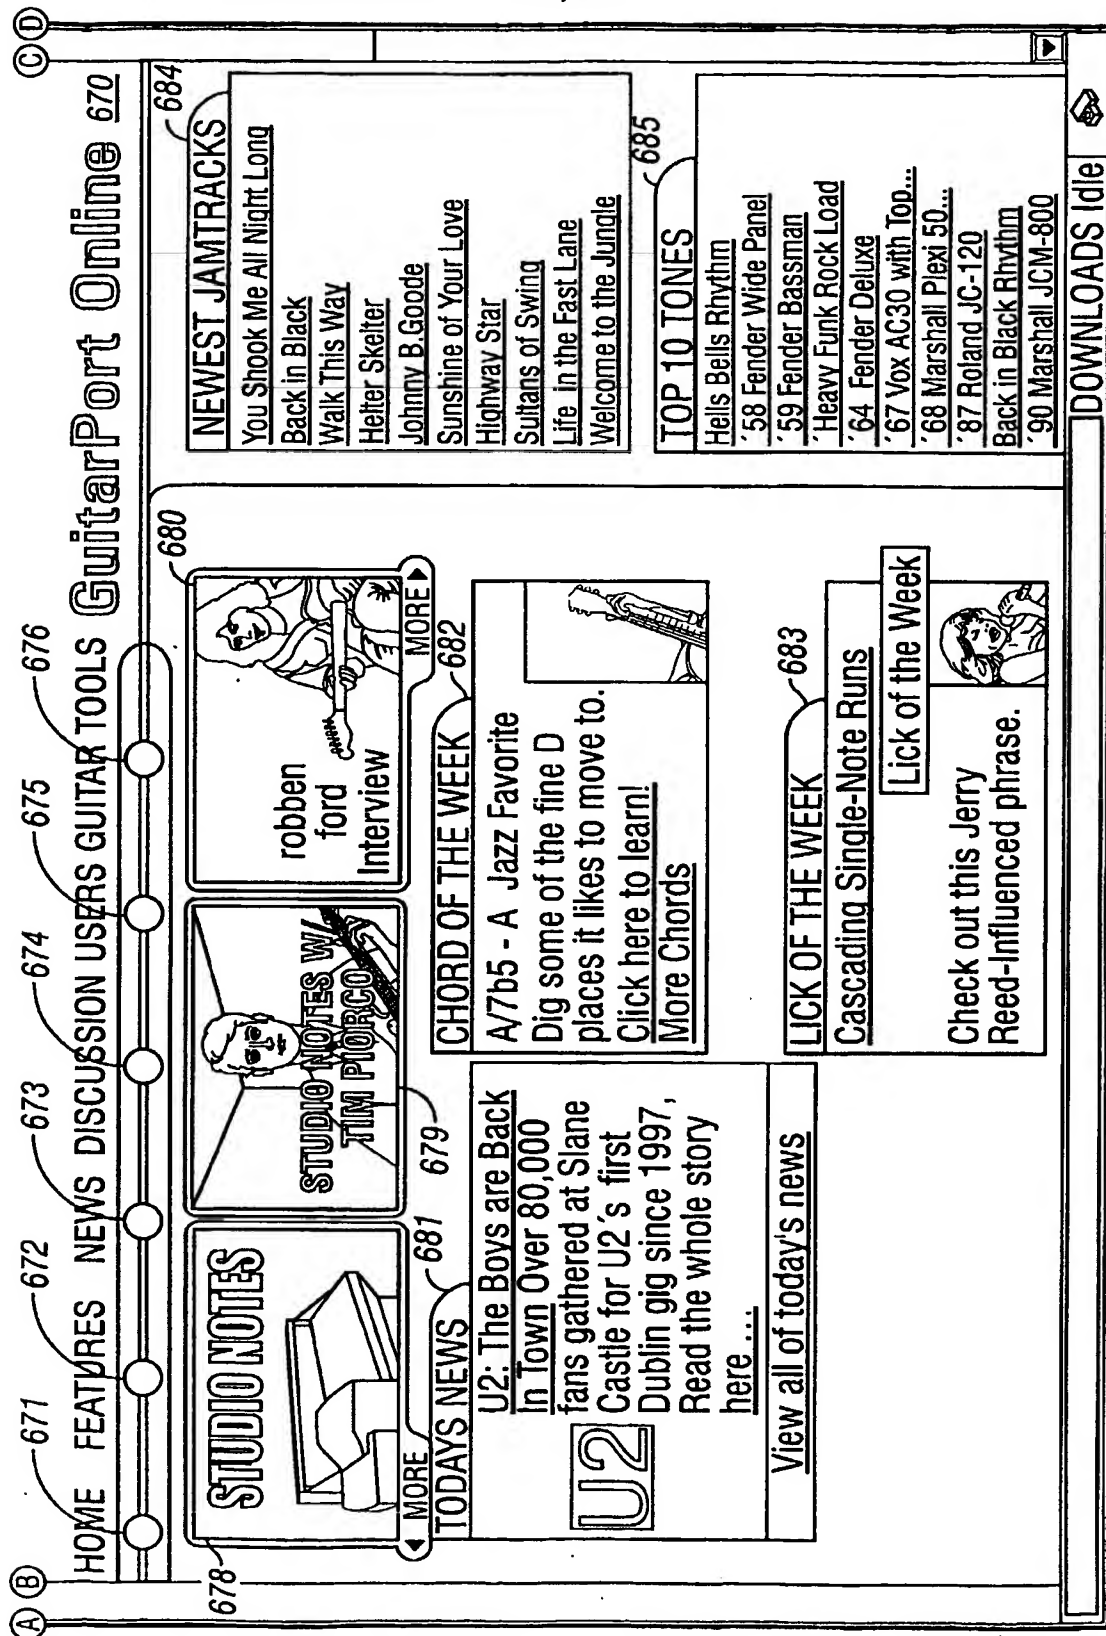 A B C D
HOME FEATURES NEWS DISCUSSION USERS GUITAR TOOLS GuitarPort Online 670
671 672 673 674 675 676
678
STUDIO NOTES
◀ MORE
STUDIO NOTES W
TIM PIORCO
679
680
robben
ford
Interview
MORE ▶
681
TODAYS NEWS
U2
U2: The Boys are Back
In Town Over 80,000
fans gathered at Slane
Castle for U2's first
Dublin gig since 1997,
Read the whole story
here....
View all of today's news
682
CHORD OF THE WEEK
A/7b5 - A Jazz Favorite
Dig some of the fine D
places it likes to move to.
Click here to learn!
More Chords
683
LICK OF THE WEEK
Cascading Single-Note Runs
Lick of the Week
Check out this Jerry
Reed-Influenced phrase.
684
NEWEST JAMTRACKS
You Shook Me All Night Long
Back in Black
Walk This Way
Helter Skelter
Johnny B.Goode
Sunshine of Your Love
Highway Star
Sultans of Swing
Life in the Fast Lane
Welcome to the Jungle
685
TOP 10 TONES
Hells Bells Rhythm
'58 Fender Wide Panel
'59 Fender Bassman
'Heavy Funk Rock Load
'64 Fender Deluxe
'67 Vox AC30 with Top...
'68 Marshall Plexi 50...
'87 Roland JC-120
Back in Black Rhythm
'90 Marshall JCM-800
DOWNLOADS Idle